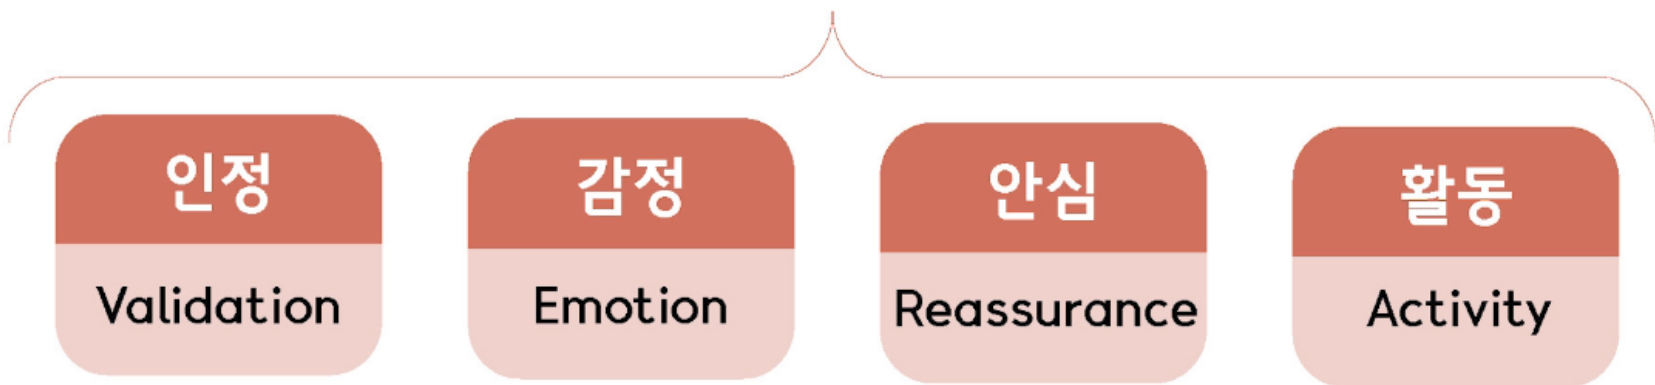 인정
Validation
감정
Emotion
안심
Reassurance
활동
Activity